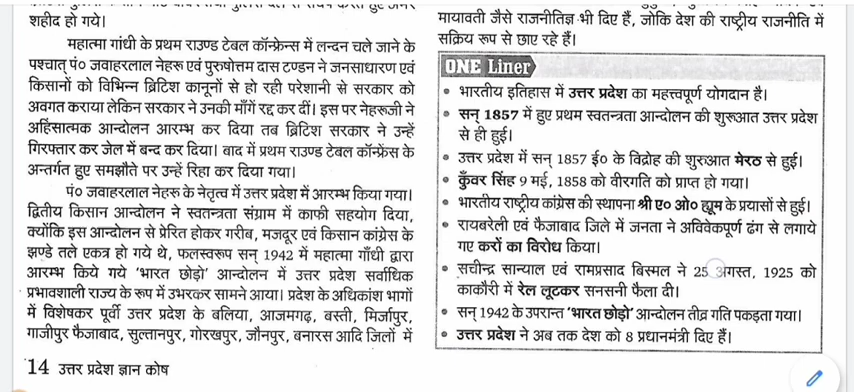 शहीद हो गये।
महात्मा गांधी के प्रथम राउण्ड टेबल कॉन्फ्रेन्स में लन्दन चले जाने के
पश्चात् पं० जवाहरलाल नेहरू एवं पुरुषोत्तम दास टण्डन ने जनसाधारण एवं
किसानों को विभिन्न ब्रिटिश कानूनों से हो रही परेशानी से सरकार को
अवगत कराया लेकिन सरकार ने उनकी माँगें रद्द कर दीं। इस पर नेहरूजी ने
अहिंसात्मक आन्दोलन आरम्भ कर दिया तब ब्रिटिश सरकार ने उन्हें
गिरफ्तार कर जेल में बन्द कर दिया। बाद में प्रथम राउण्ड टेबल कॉन्फ्रेंस के
अन्तर्गत हुए समझौते पर उन्हें रिहा कर दिया गया।
पं० जवाहरलाल नेहरू के नेतृत्व में उत्तर प्रदेश में आरम्भ किया गया।
द्वितीय किसान आन्दोलन ने स्वतन्त्रता संग्राम में काफी सहयोग दिया,
क्योंकि इस आन्दोलन से प्रेरित होकर गरीब, मजदूर एवं किसान कांग्रेस के
झण्डे तले एकत्र हो गये थे, फलस्वरूप सन् 1942 में महात्मा गाँधी द्वारा
आरम्भ किये गये 'भारत छोड़ो' आन्दोलन में उत्तर प्रदेश सर्वाधिक
प्रभावशाली राज्य के रूप में उभरकर सामने आया। प्रदेश के अधिकांश भागों
में विशेषकर पूर्वी उत्तर प्रदेश के बलिया, आजमगढ़, बस्ती, मिर्जापुर,
गाजीपुर फैजाबाद, सुल्तानपुर, गोरखपुर, जौनपुर, बनारस आदि जिलों में
14 उत्तर प्रदेश ज्ञान कोष
मायावती जैसे राजनीतिज्ञ भी दिए हैं, जोकि देश की राष्ट्रीय राजनीति में
सक्रिय रूप से छाए रहे हैं।
ONE Liner
• भारतीय इतिहास में उत्तर प्रदेश का महत्त्वपूर्ण योगदान है।
• सन् 1857 में हुए प्रथम स्वतन्त्रता आन्दोलन की शुरूआत उत्तर प्रदेश
से ही हुई।
• उत्तर प्रदेश में सन् 1857 ई० के विद्रोह की शुरुआत मेरठ से हुई।
• कुँवर सिंह 9 मई, 1858 को वीरगति को प्राप्त हो गया।
• भारतीय राष्ट्रीय कांग्रेस की स्थापना श्री ए० ओ० ह्यूम के प्रयासों से हुई।
• रायबरेली एवं फैजाबाद जिले में जनता ने अविवेकपूर्ण ढंग से लगाये
गए करों का विरोध किया।
• सचीन्द्र सान्याल एवं रामप्रसाद बिस्मल ने 25 अगस्त, 1925 को
काकौरी में रेल लूटकर सनसनी फैला दी।
• सन् 1942 के उपरान्त 'भारत छोड़ो' आन्दोलन तीव्र गति पकड़ता गया।
• उत्तर प्रदेश ने अब तक देश को 8 प्रधानमंत्री दिए हैं।